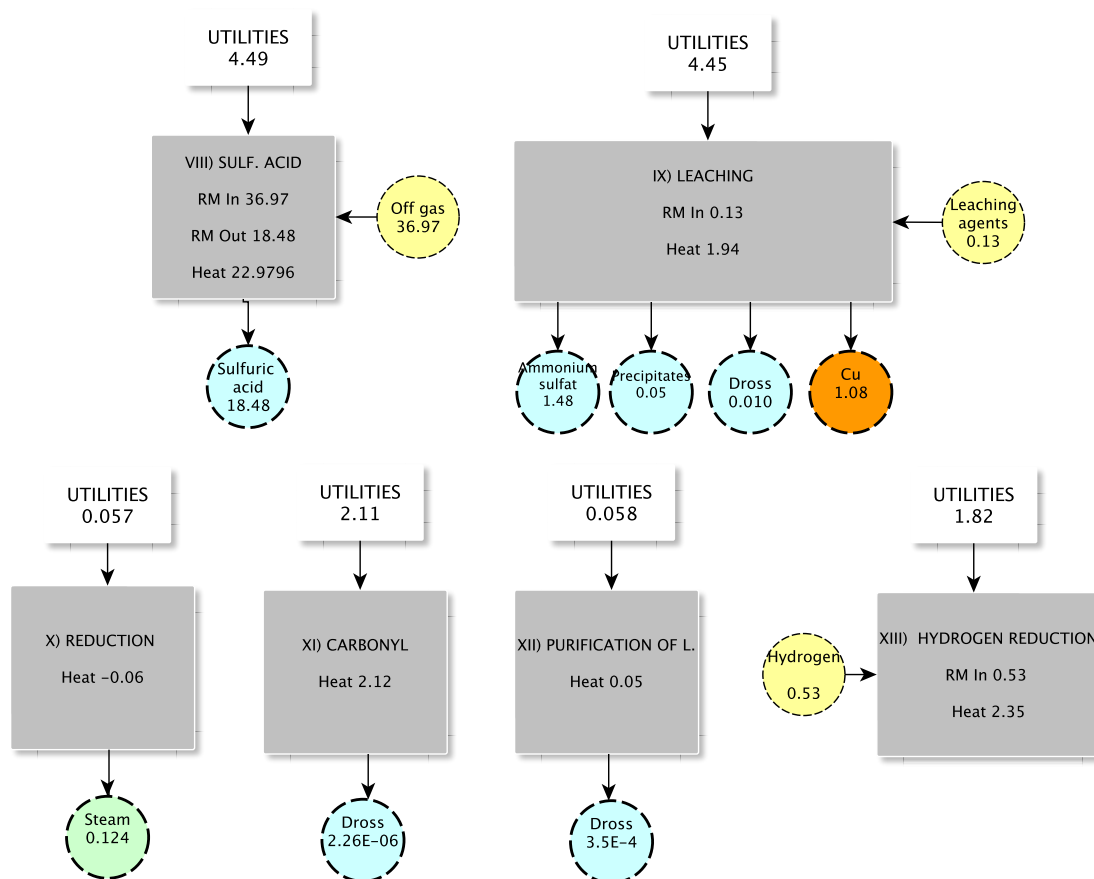 UTILITIES
4.49
VIII) SULF. ACID
RM In 36.97
RM Out 18.48
Heat 22.9796
Off gas
36.97
Sulfuric
acid
18.48
UTILITIES
4.45
IX) LEACHING
RM In 0.13
Heat 1.94
Leaching
agents
0.13
Ammonium
sulfat
1.48
Precipitates
0.05
Dross
0.010
Cu
1.08
UTILITIES
0.057
X) REDUCTION
Heat -0.06
Steam
0.124
UTILITIES
2.11
XI) CARBONYL
Heat 2.12
Dross
2.26E-06
UTILITIES
0.058
XII) PURIFICATION OF L.
Heat 0.05
Dross
3.5E-4
UTILITIES
1.82
Hydrogen
0.53
XIII) HYDROGEN REDUCTION
RM In 0.53
Heat 2.35